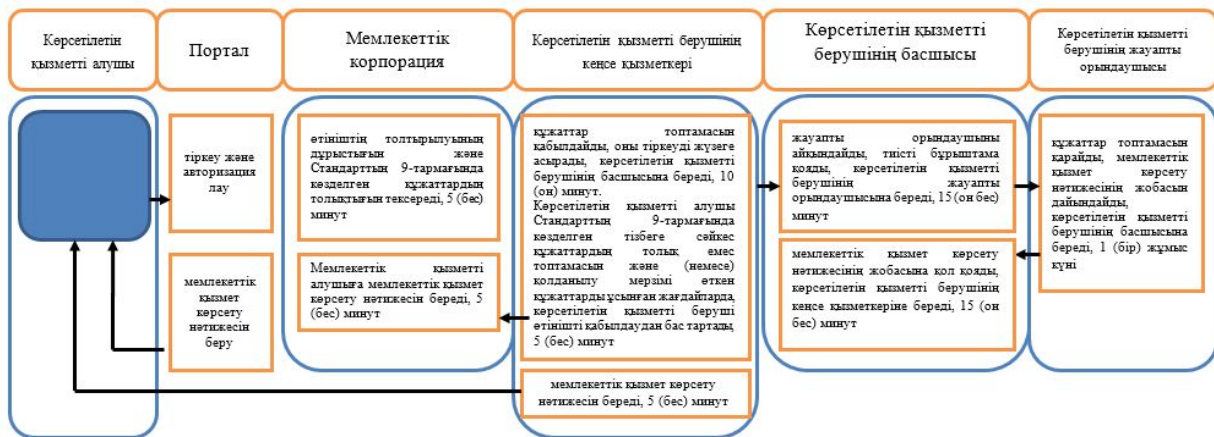 Көрсетілетін
қызметті алушы
Портал
Мемлекеттік
корпорация
Көрсетілетін қызметті берушінің
кеңсе қызметкері
Көрсетілетін қызметті
берушінің басшысы
Көрсетілетін қызметті
берушінің жауапты
орындаушысы
тіркеу және
авторизация
лау
мемлекеттік
қызмет
көрсету
нәтижесін
беру
өтініштің толтырылуының
дұрыстығын және
Стандарттың 9-тармағында
көзделген құжаттардың
толықтығын тексереді, 5 (бес)
минут
Мемлекеттік қызметті
алушыға мемлекеттік қызмет
көрсету нәтижесін береді, 5
(бес) минут
құжаттар топтамасын
қабылдайды, оны тіркеуді жүзеге
асырады, көрсетілетін қызметті
берушінің басшысына береді, 10
(он) минут.
Көрсетілетін қызметті алушы
Стандарттың 9-тармағында
көзделген тізбеге сәйкес
құжаттардың толық емес
топтамасын және (немесе)
қолданылу мерзімі өткен
құжаттарды ұсынған жағдайларда,
көрсетілетін қызметті беруші
өтінішті қабылдаудан бас тартады,
5 (бес) минут
мемлекеттік қызмет көрсету
нәтижесін береді, 5 (бес) минут
жауапты орындаушыны
айқындайды, тиісті бұрыштама
қояды, көрсетілетін қызметті
берушінің жауапты
орындаушысына береді, 15 (он бес)
минут
мемлекеттік қызмет көрсету
нәтижесінің жобасына қол қояды,
көрсетілетін қызметті берушінің
кеңсе қызметкеріне береді, 15 (он
бес) минут
құжаттар топтамасын
қарайды, мемлекеттік
қызмет көрсету
нәтижесінің жобасын
дайындайды,
көрсетілетін қызметті
берушінің басшысына
береді, 1 (бір) жұмыс
күні